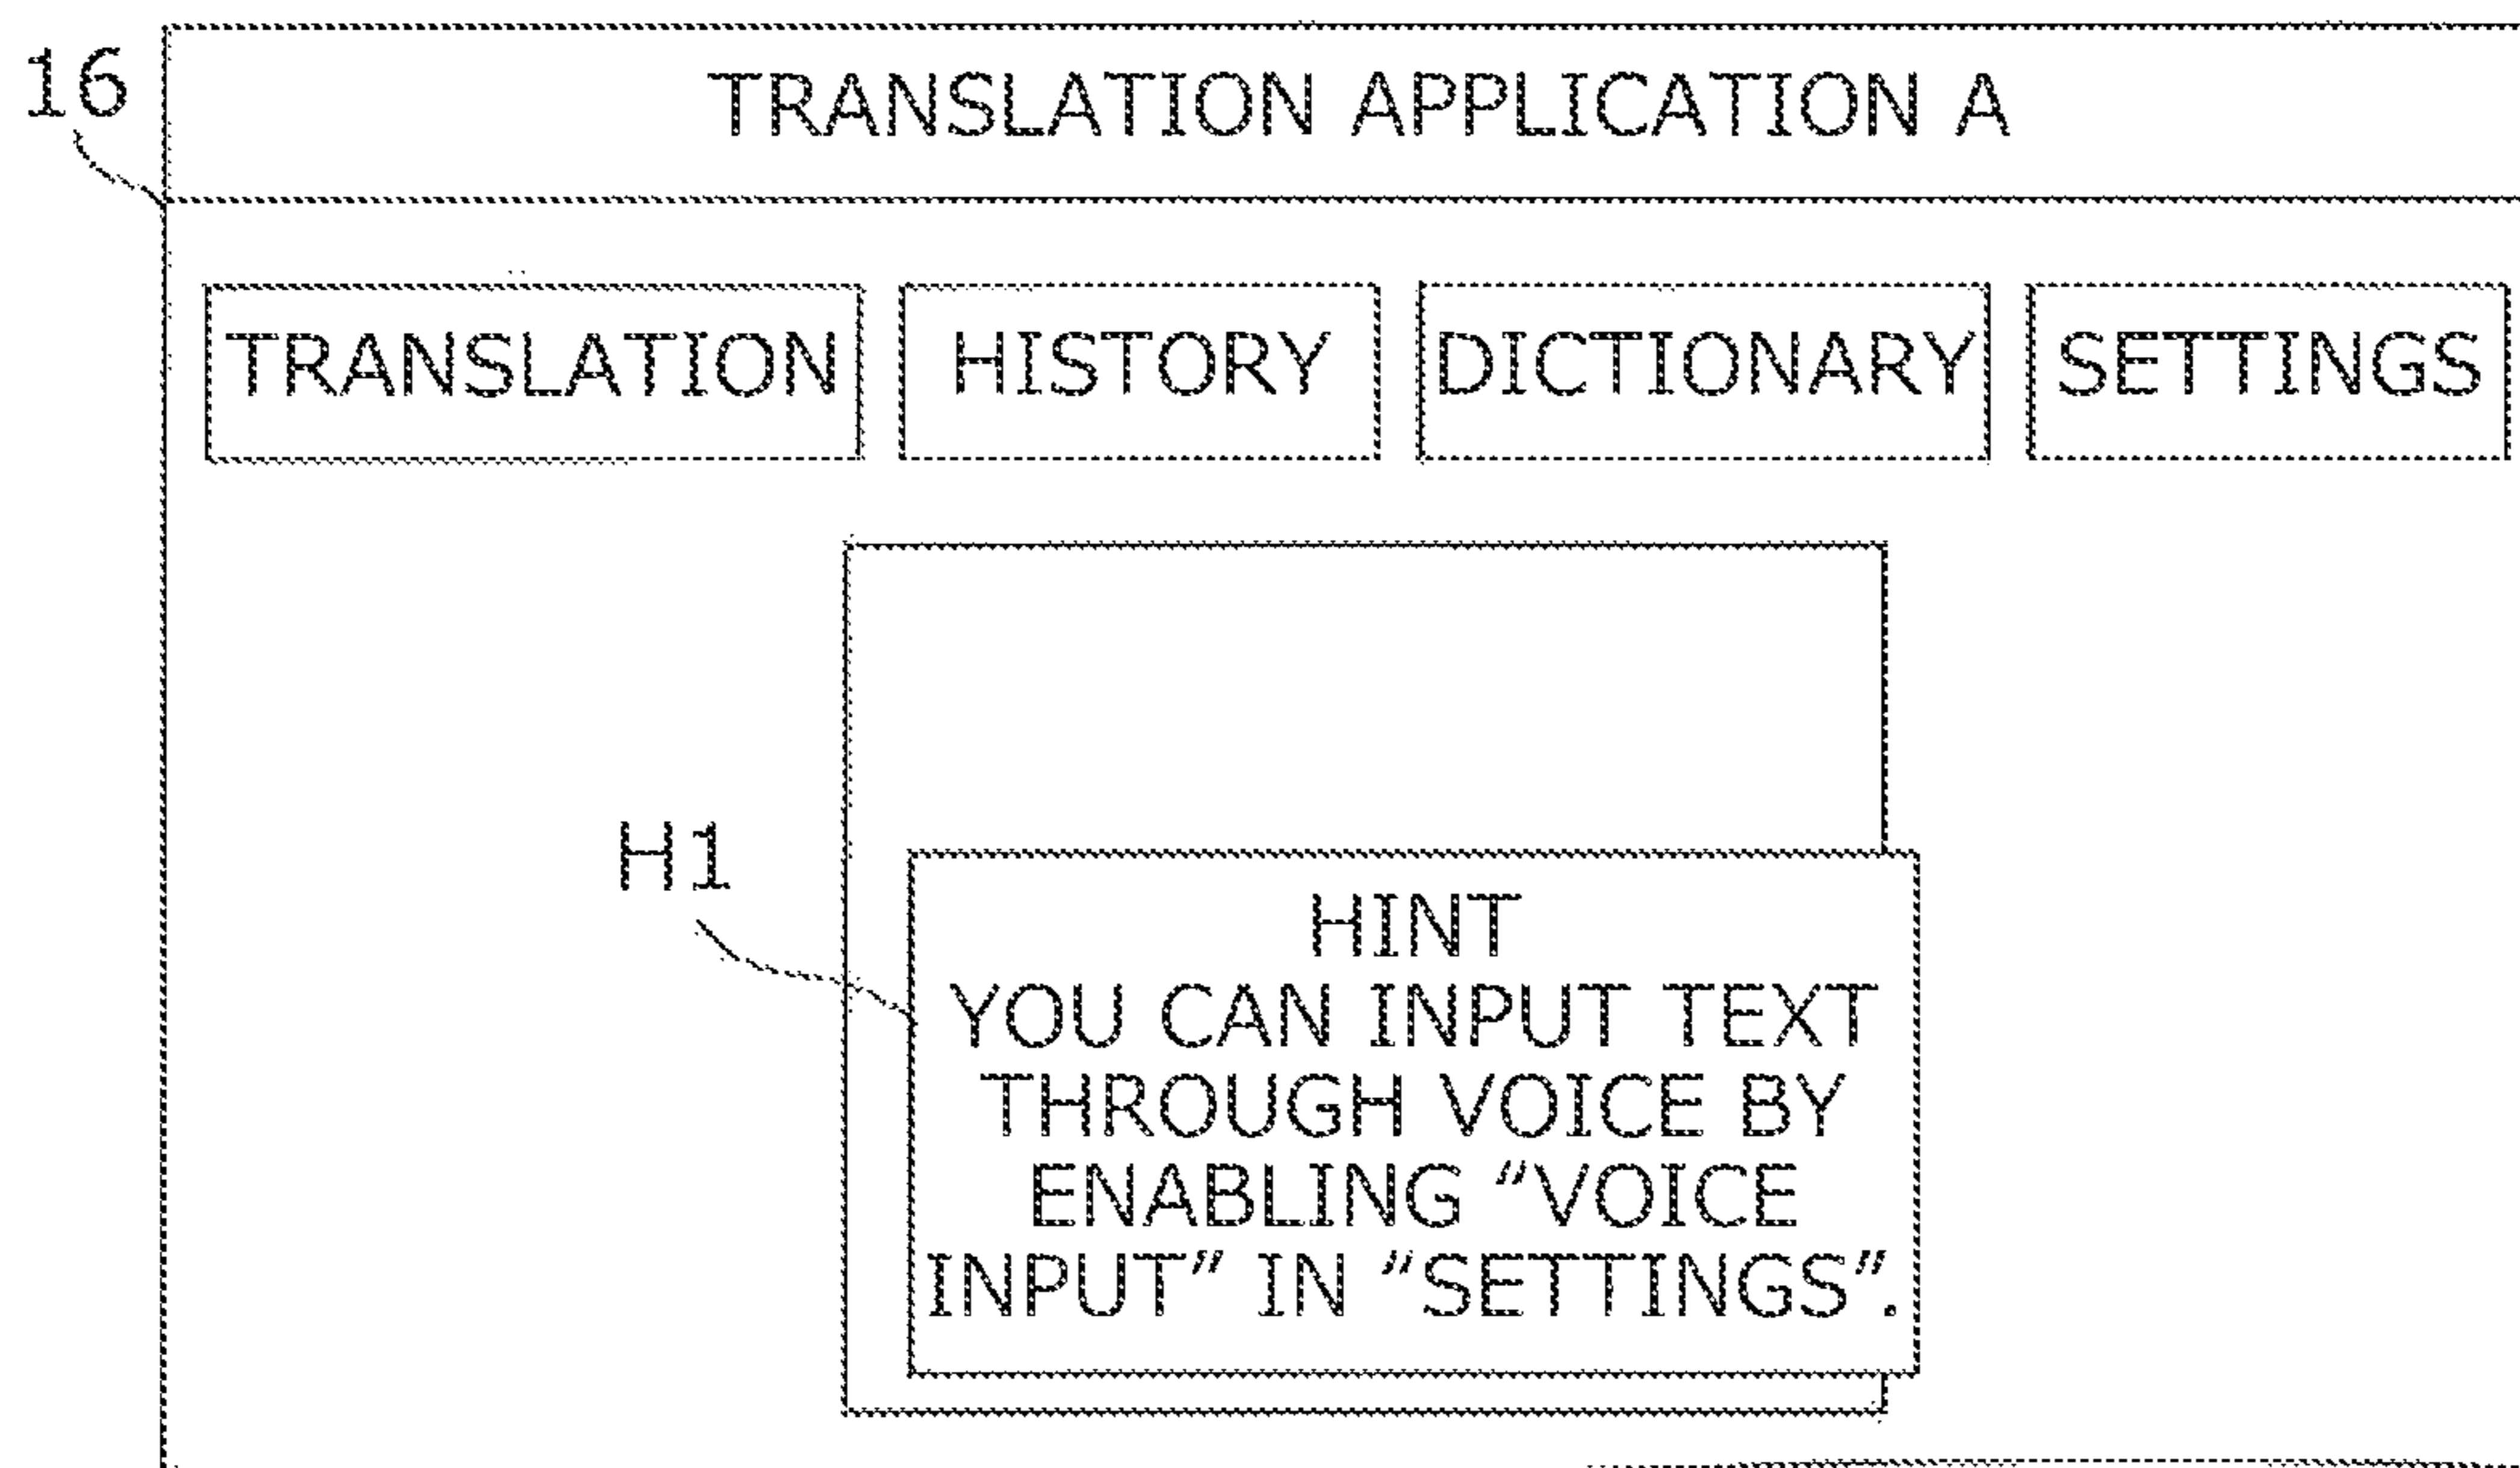 16
TRANSLATION APPLICATION A
TRANSLATION HISTORY DICTIONARY SETTINGS
H1
HINT
YOU CAN INPUT TEXT
THROUGH VOICE BY
ENABLING “VOICE
INPUT” IN “SETTINGS”.